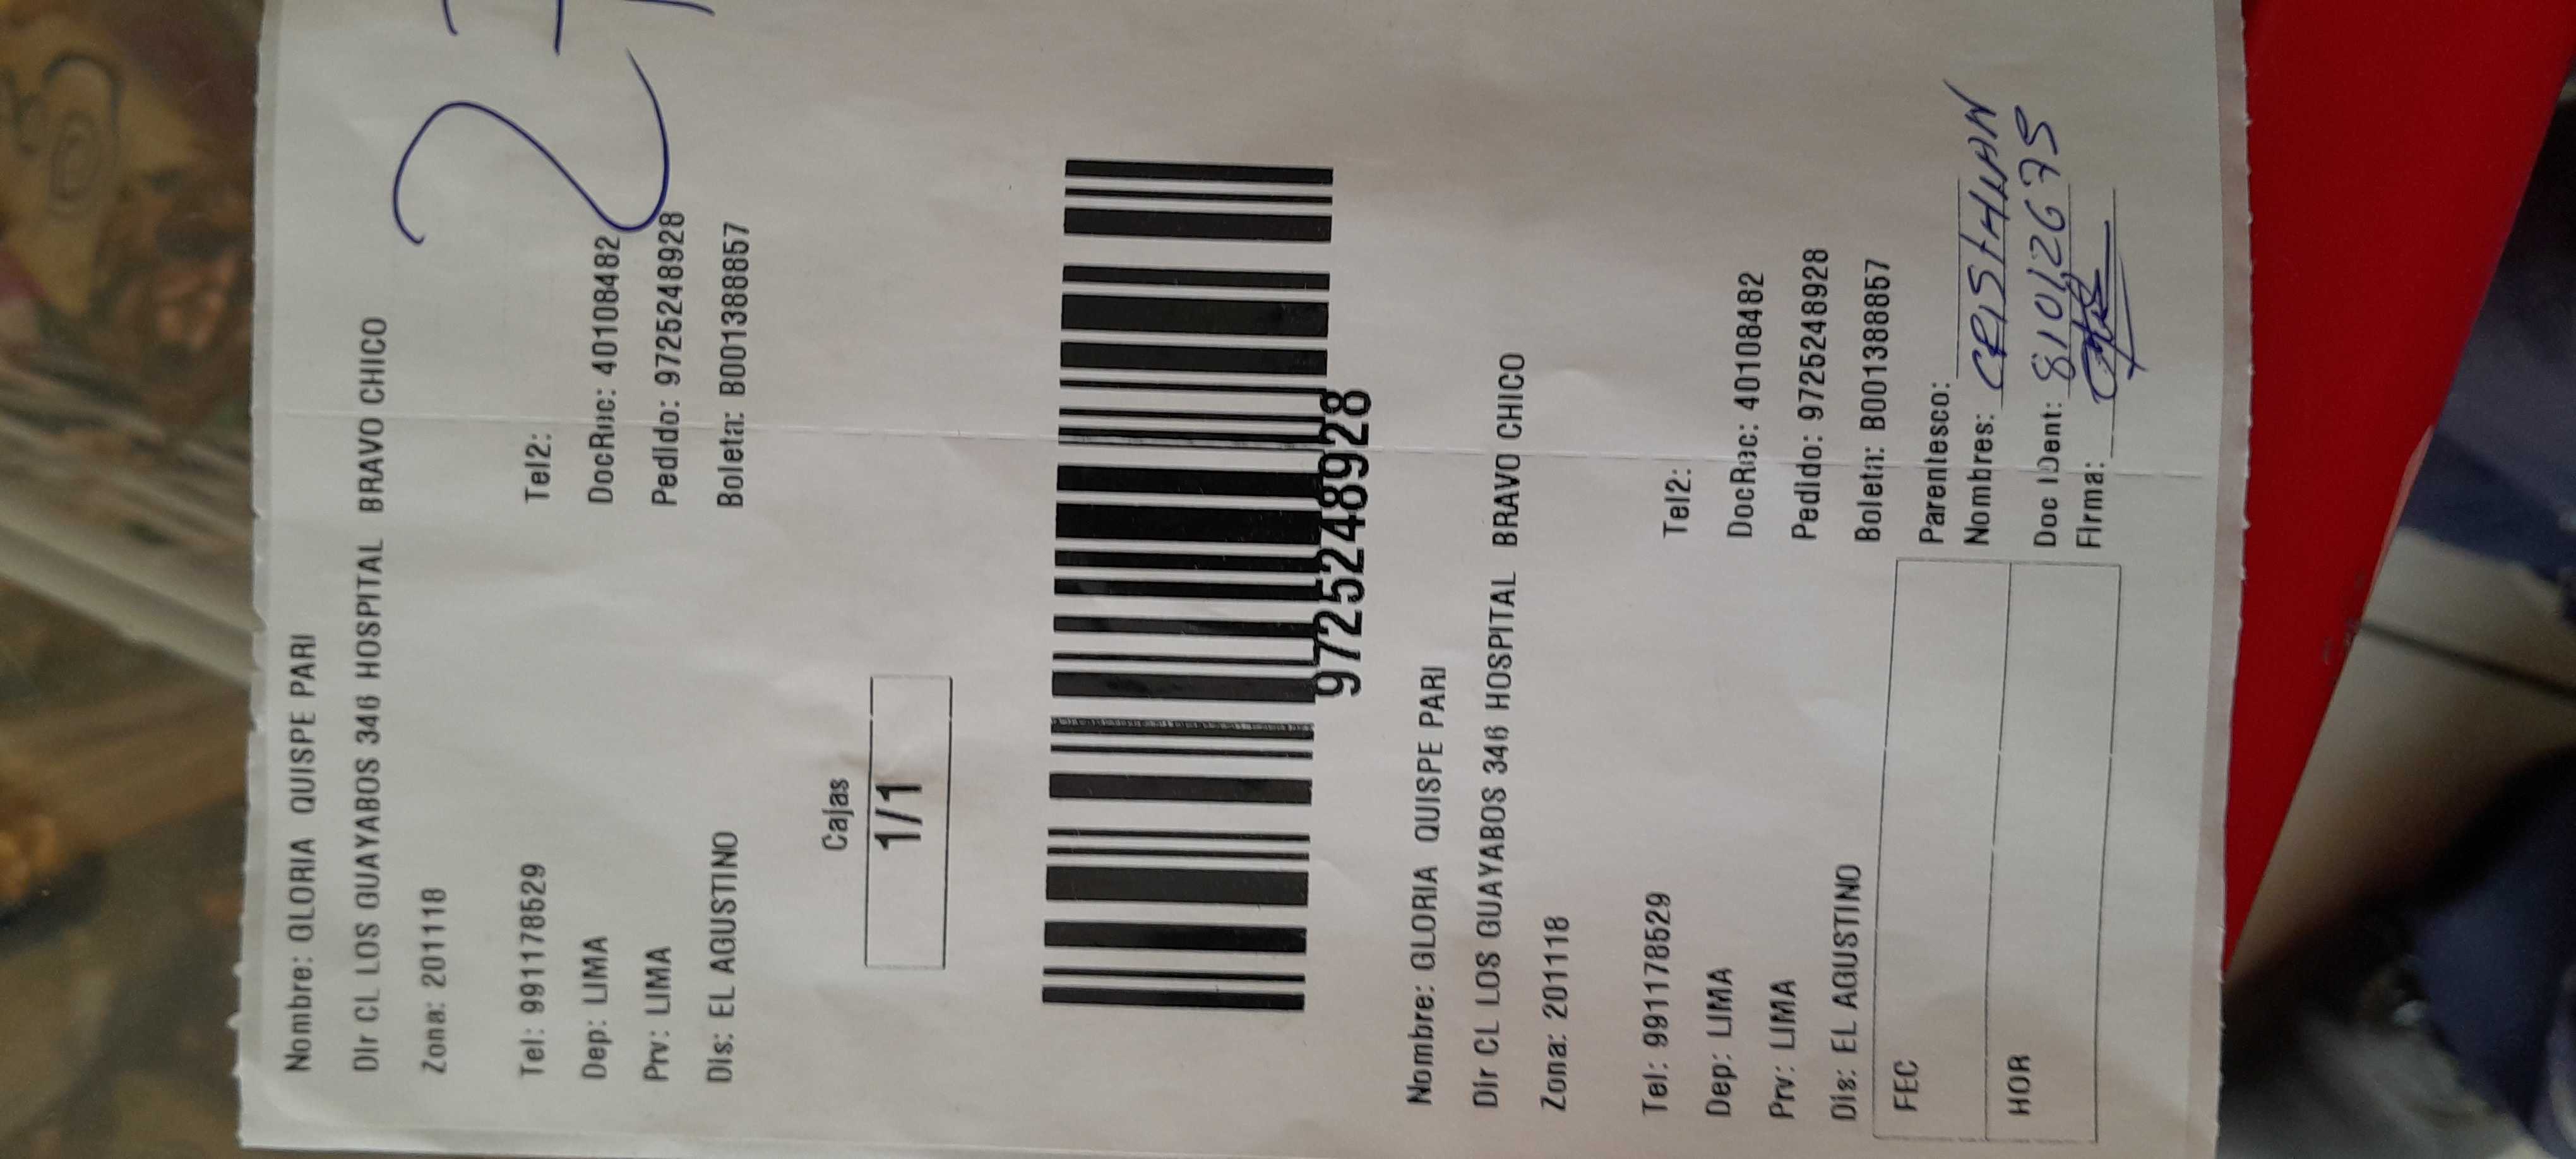 Nombre: GLORIA QUISPE PARI
Dir CL LOS GUAYABOS 346 HOSPITAL BRAVO CHICO
Zona: 201118
Tel: 991178529 Tel2:
Dep: LIMA DocRec: 40108482
Prv: LIMA Pedido: 9725248928
Dis: EL AGUSTINO Boleta: B001388857
Cajas
1/1
9725248928
Nombre: GLORIA QUISPE PARI
Dir CL LOS GUAYABOS 346 HOSPITAL BRAVO CHICO
Zona: 201118
Tel: 991178529 Tel2:
Dep: LIMA DocRec: 40108482
Prv: LIMA Pedido: 9725248928
Dis: EL AGUSTINO Boleta: B001388857
FEC Parentesco:
Nombres: CRISTHIAN
HOR Doc IDent: 81012675
Firma: